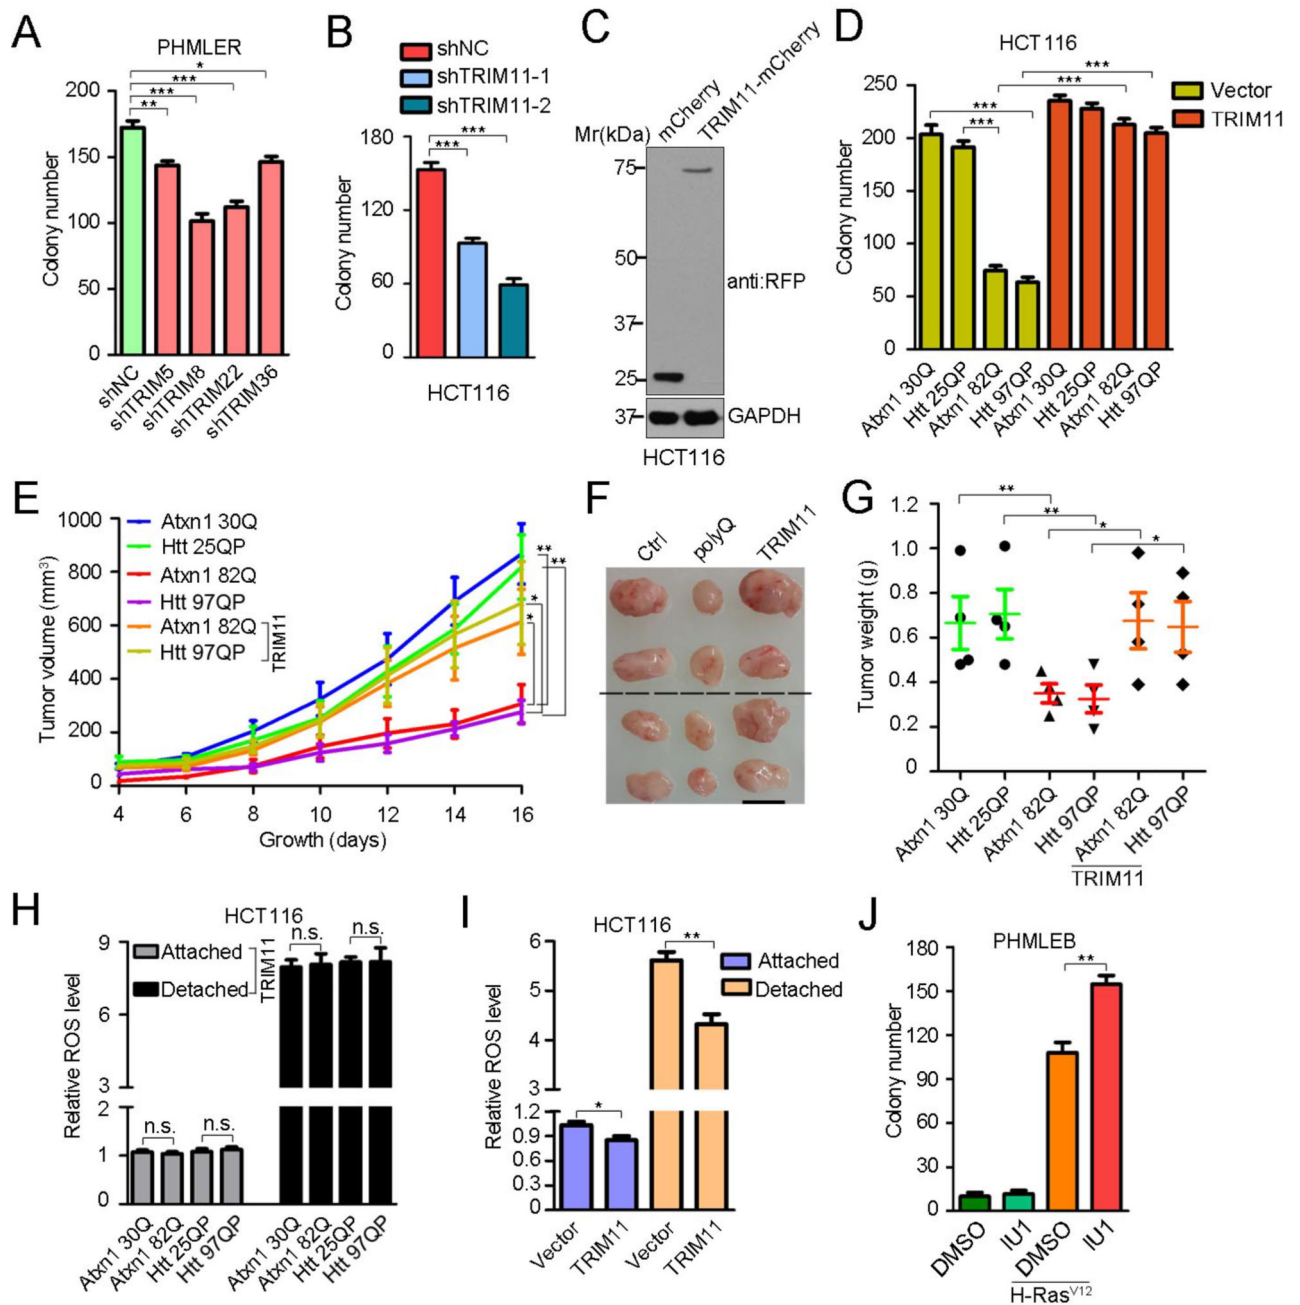 A
PHMLER
*
***
***
**
Colony number
200
150
100
50
0
shNC
shTRIM5
shTRIM8
shTRIM22
shTRIM36
B
shNC
shTRIM11-1
shTRIM11-2
***
***
Colony number
180
120
60
0
HCT116
C
mCherry
TRIM11-mCherry
Mr(kDa)
75
50
37
25
37
anti:RFP
GAPDH
HCT116
D
HCT116
Vector
TRIM11
***
***
***
***
Colony number
250
200
150
100
50
0
Atxn1 30Q
Htt 25QP
Atxn1 82Q
Htt 97QP
Atxn1 30Q
Htt 25QP
Atxn1 82Q
Htt 97QP
E
Atxn1 30Q
Htt 25QP
Atxn1 82Q
Htt 97QP
Atxn1 82Q
Htt 97QP
TRIM11
**
**
*
*
Tumor volume (mm³)
1000
800
600
400
200
0
4 6 8 10 12 14 16
Growth (days)
F
Ctrl
polyQ
TRIM11
G
**
**
*
*
Tumor weight (g)
1.2
1.0
0.8
0.6
0.4
0.2
0
Atxn1 30Q
Htt 25QP
Atxn1 82Q
Htt 97QP
Atxn1 82Q
Htt 97QP
TRIM11
H
HCT116
Attached
Detached
TRIM11
n.s.
n.s.
n.s.
n.s.
Relative ROS level
9
6
3
2
1
0
Atxn1 30Q
Atxn1 82Q
Htt 25QP
Htt 97QP
Atxn1 30Q
Atxn1 82Q
Htt 25QP
Htt 97QP
I
HCT116
Attached
Detached
**
*
Relative ROS level
6
5
4
3
1.2
0.9
0.6
0.3
0
Vector
TRIM11
Vector
TRIM11
J
PHMLEB
**
Colony number
180
150
120
90
60
30
0
DMSO
IU1
DMSO
IU1
H-Rasⱽ¹²